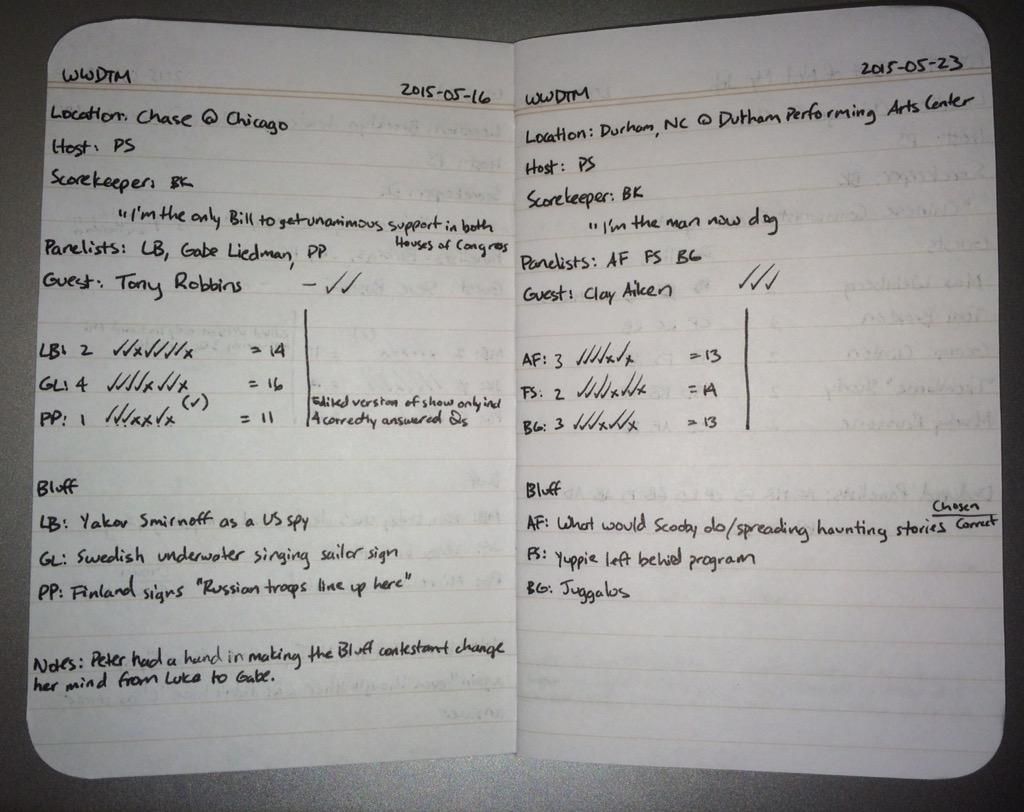 WWDTM
2015-05-16
Location: Chase @ Chicago
Host: PS
Scorekeeper: BK
"I'm the only Bill to get unanimous support in both
Houses of Congress
Panelists: LB, Gabe Liedman, PP
Guest: Tony Robbins – ✓✓
LB: 2 ✓✓x✓✓✓x = 14
GL: 4 ✓✓✓✓x✓✓x = 16
(✓)
PP: 1 ✓✓✓xx✓x = 11
Edited version of show only incl
4 correctly answered Qs
Bluff
LB: Yakov Smirnoff as a US spy
GL: Swedish underwater singing sailor sign
PP: Finland signs "Russian troops line up here"
Notes: Peter had a hand in making the Bluff contestant change
her mind from Luke to Gabe.
2015-05-23
WWDTM
Location: Durham, NC @ Durham Performing Arts Center
Host: PS
Scorekeeper: BK
"I'm the man now dog
Panelists: AF FS BG
Guest: Clay Aiken ✓✓✓
AF: 3 ✓✓✓✓x✓x = 13
FS: 2 ✓✓✓✓x✓✓x = 14
BG: 3 ✓✓✓x✓✓x = 13
Bluff
Chosen
AF: What would Scooby do/spreading haunting stories Correct
FS: Yuppie left behind program
BG: Juggalos